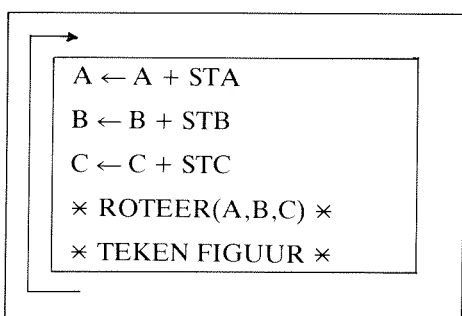 A ← A + STA
B ← B + STB
C ← C + STC
* ROTEER(A,B,C) *
* TEKEN FIGUUR *